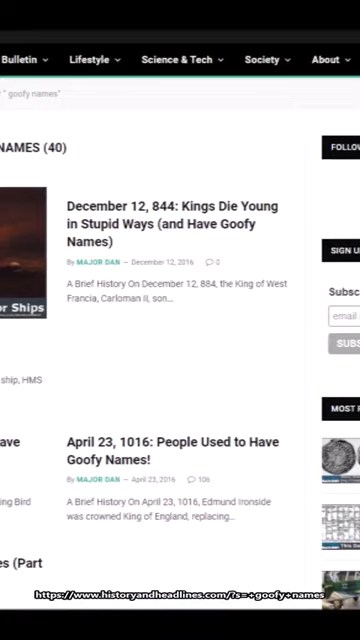 Bulletin Lifestyle Science & Tech Society About
" goofy names"
NAMES (40)
FOLLOW
December 12, 844: Kings Die Young
in Stupid Ways (and Have Goofy
Names)
By MAJOR DAN — December 12, 2016 0
A Brief History On December 12, 884, the King of West
Francia, Carloman II, son...
or Ships
SIGN U
Subsc
email
SUBS
ship, HMS
MOST
April 23, 1016: People Used to Have
Goofy Names!
By MAJOR DAN — April 23, 2016 106
A Brief History On April 23, 1016, Edmund Ironside
was crowned King of England, replacing...
ave
ing Bird
es (Part
https://www.historyandheadlines.com/?s=+goofy+names